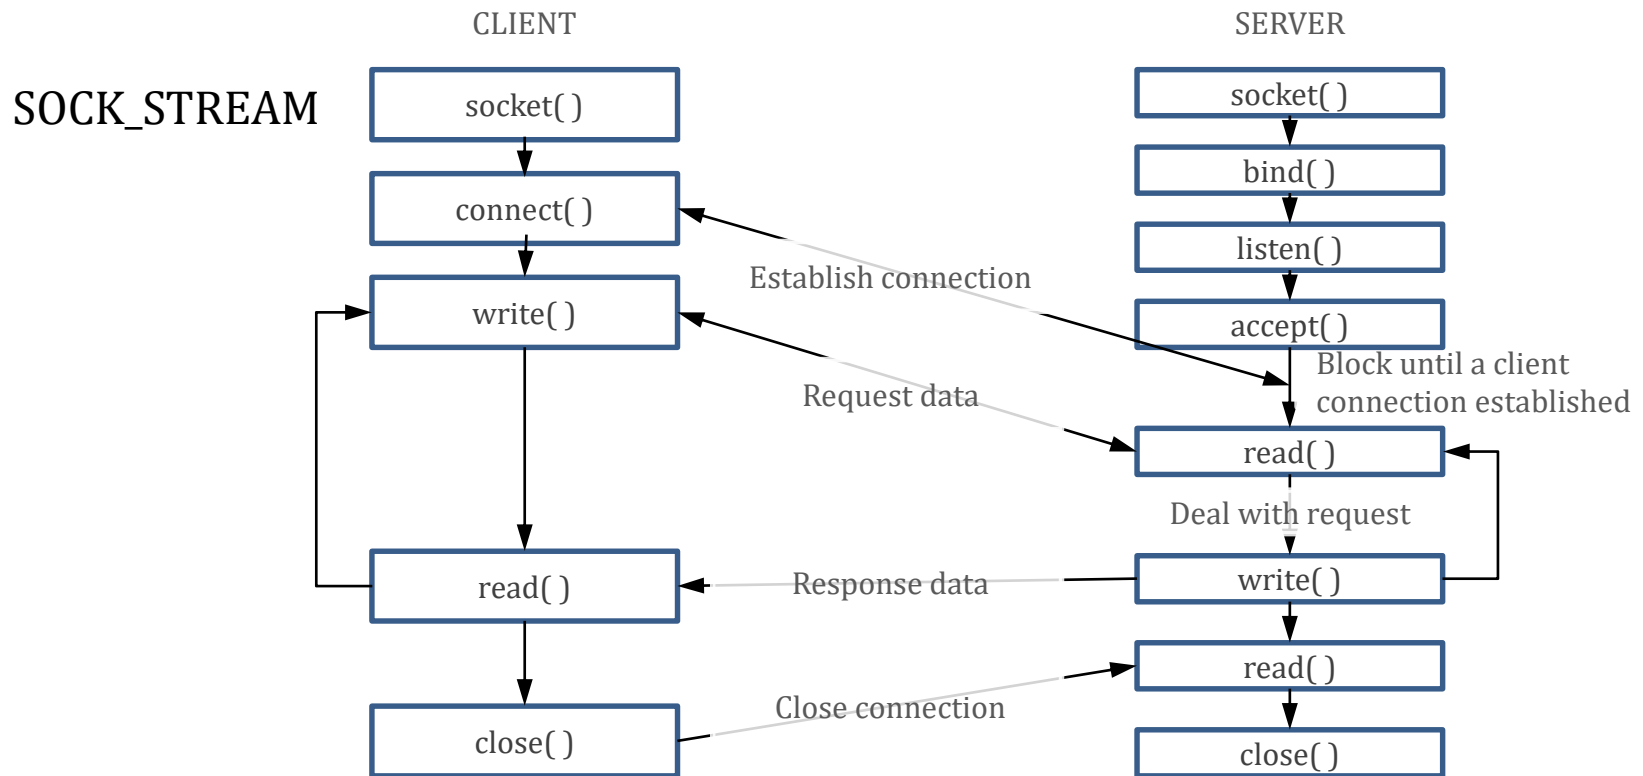 CLIENT
SERVER
SOCK_STREAM
socket( )
connect( )
write( )
read( )
close( )
Establish connection
Request data
Response data
Close connection
socket( )
bind( )
listen( )
accept( )
Block until a client
connection established
read( )
Deal with request
write( )
read( )
close( )